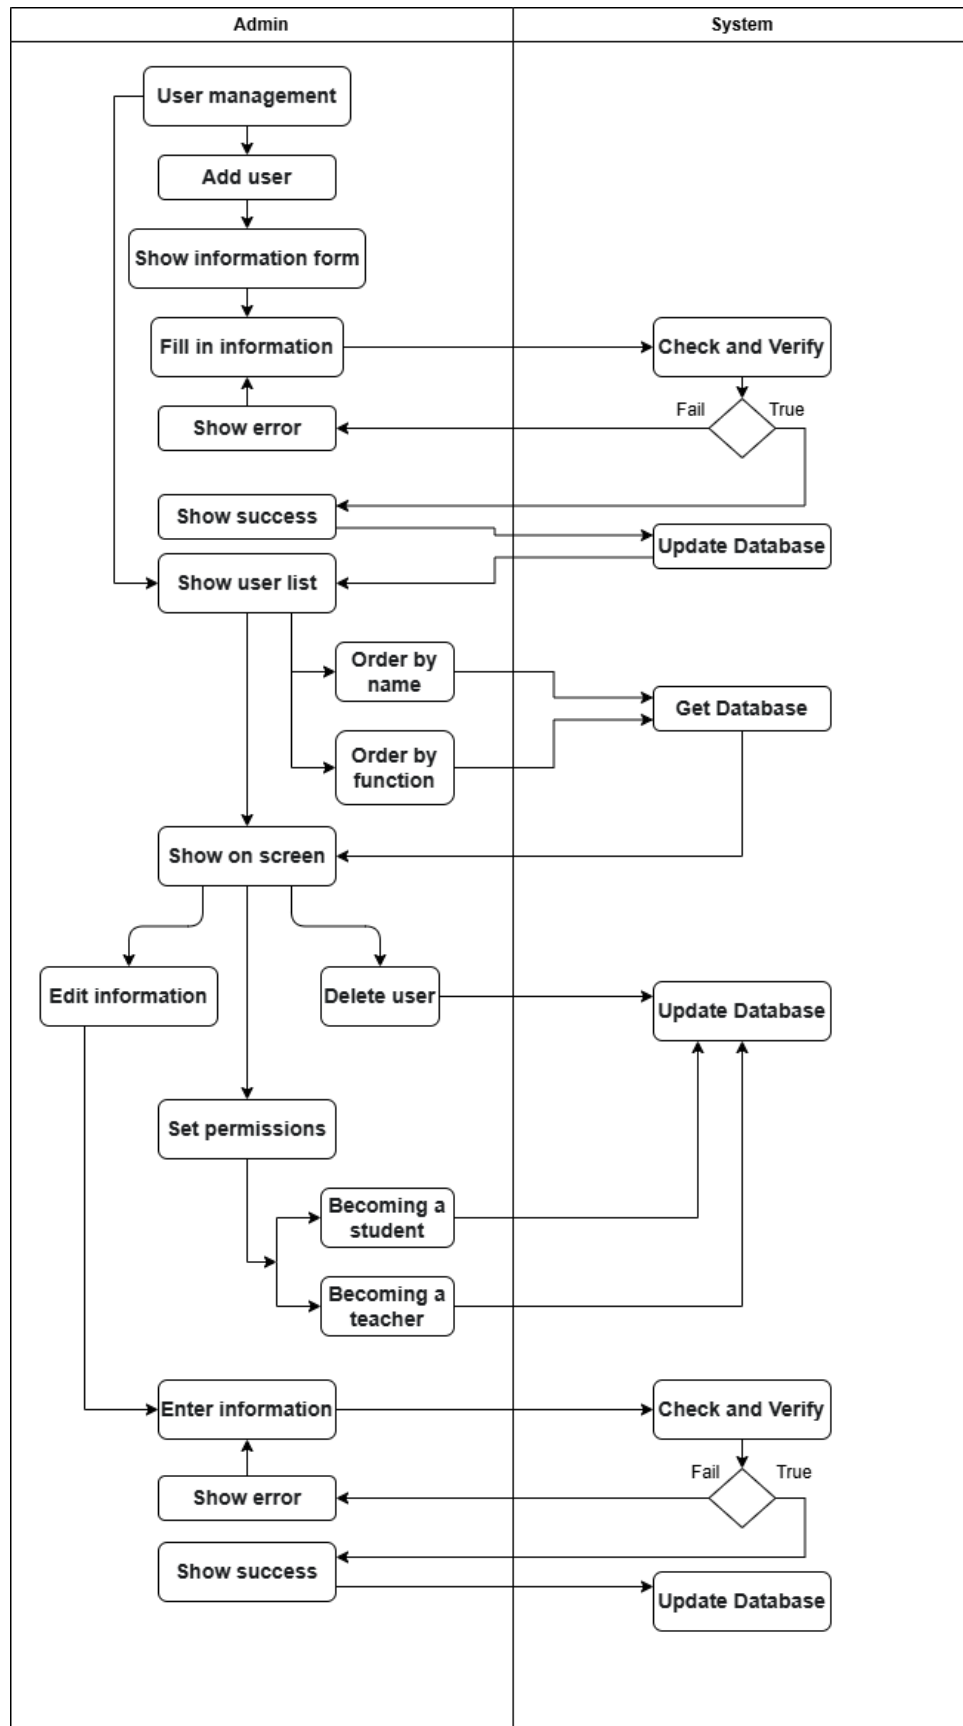 Admin
System
User management
Add user
Show information form
Fill in information
Check and Verify
Fail
True
Show error
Show success
Update Database
Show user list
Order by
name
Get Database
Order by
function
Show on screen
Edit information
Delete user
Update Database
Set permissions
Becoming a
student
Becoming a
teacher
Enter information
Check and Verify
Fail
True
Show error
Show success
Update Database